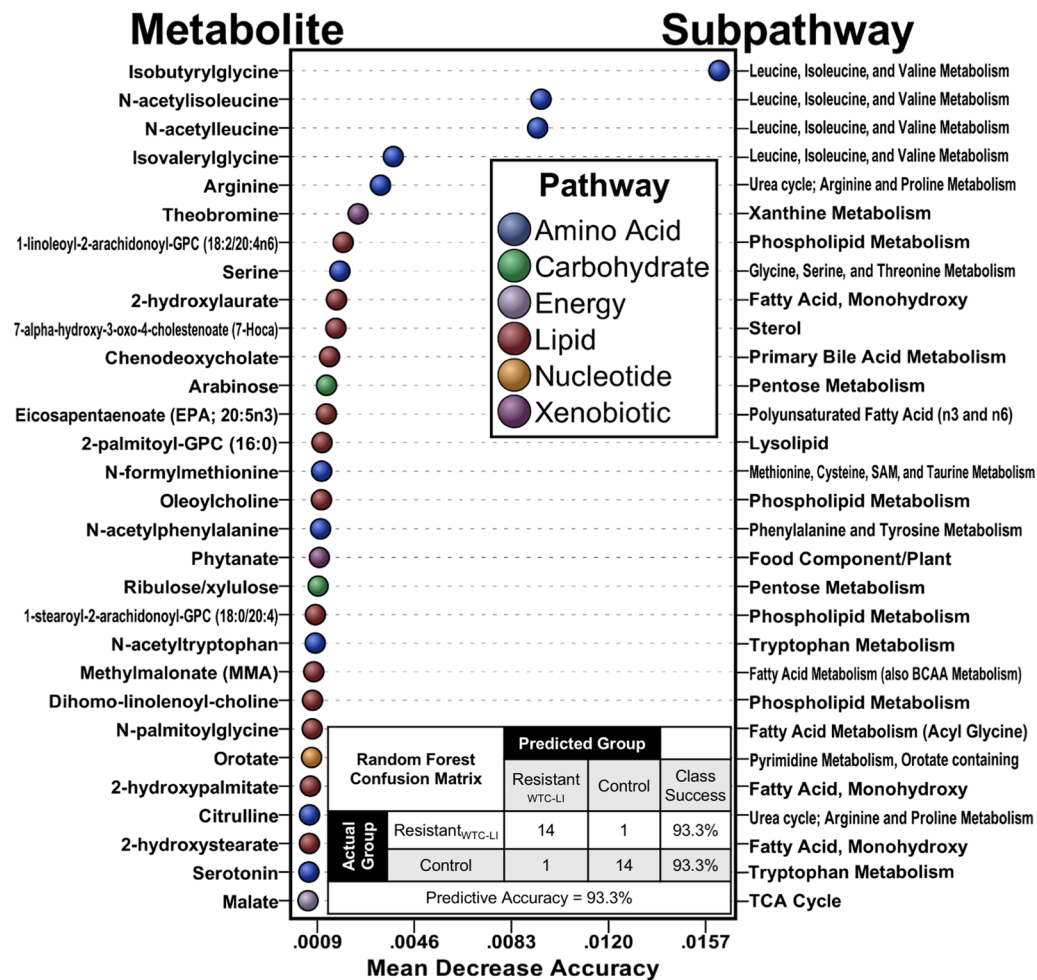 Metabolite Subpathway
Isobutyrylglycine Leucine, Isoleucine, and Valine Metabolism
N-acetylisoleucine Leucine, Isoleucine, and Valine Metabolism
N-acetylleucine Leucine, Isoleucine, and Valine Metabolism
Isovalerylglycine Leucine, Isoleucine, and Valine Metabolism
Arginine Urea cycle; Arginine and Proline Metabolism
Theobromine Xanthine Metabolism
1-linoleoyl-2-arachidonoyl-GPC (18:2/20:4n6) Phospholipid Metabolism
Serine Glycine, Serine, and Threonine Metabolism
2-hydroxylaurate Fatty Acid, Monohydroxy
7-alpha-hydroxy-3-oxo-4-cholestenoate (7-Hoca) Sterol
Chenodeoxycholate Primary Bile Acid Metabolism
Arabinose Pentose Metabolism
Eicosapentaenoate (EPA; 20:5n3) Polyunsaturated Fatty Acid (n3 and n6)
2-palmitoyl-GPC (16:0) Lysolipid
N-formylmethionine Methionine, Cysteine, SAM, and Taurine Metabolism
Oleoylcholine Phospholipid Metabolism
N-acetylphenylalanine Phenylalanine and Tyrosine Metabolism
Phytanate Food Component/Plant
Ribulose/xylulose Pentose Metabolism
1-stearoyl-2-arachidonoyl-GPC (18:0/20:4) Phospholipid Metabolism
N-acetyltryptophan Tryptophan Metabolism
Methylmalonate (MMA) Fatty Acid Metabolism (also BCAA Metabolism)
Dihomo-linolenoyl-choline Phospholipid Metabolism
N-palmitoylglycine Fatty Acid Metabolism (Acyl Glycine)
Orotate Pyrimidine Metabolism, Orotate containing
2-hydroxypalmitate Fatty Acid, Monohydroxy
Citrulline Urea cycle; Arginine and Proline Metabolism
2-hydroxystearate Fatty Acid, Monohydroxy
Serotonin Tryptophan Metabolism
Malate TCA Cycle
Pathway
Amino Acid
Carbohydrate
Energy
Lipid
Nucleotide
Xenobiotic
Random Forest
Confusion Matrix
Predicted Group
Resistant WTC-LI
Control
Class Success
Actual Group
ResistantWTC-LI 14 1 93.3%
Control 1 14 93.3%
Predictive Accuracy = 93.3%
.0009 .0046 .0083 .0120 .0157
Mean Decrease Accuracy